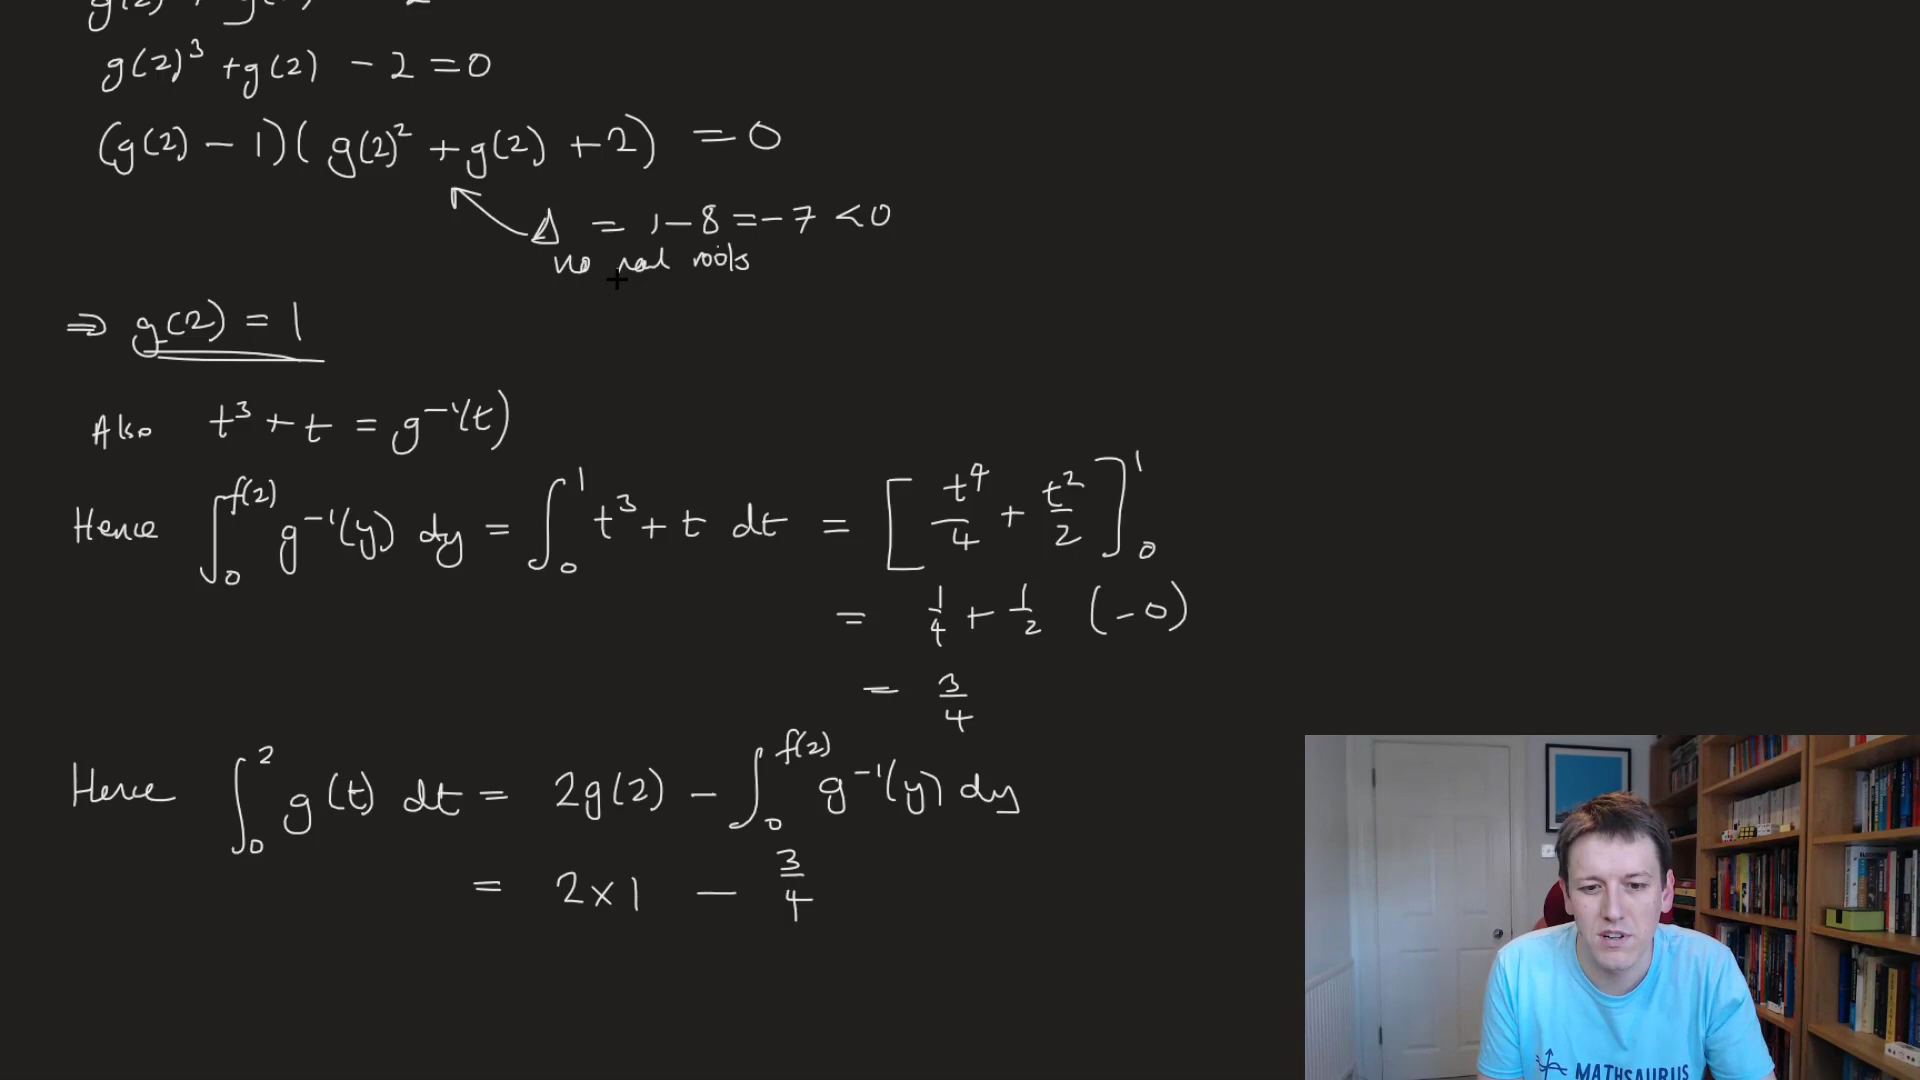 g(2)³ + g(2) - 2 = 0
(g(2) - 1)(g(2)² + g(2) + 2) = 0
Δ = 1 - 8 = -7 < 0
no real roots
⇒ g(2) = 1
Also t³ + t = g⁻¹(t)
Hence ∫₀^f(2) g⁻¹(y) dy = ∫₀¹ t³ + t dt = [t⁴/4 + t²/2]₀¹
= 1/4 + 1/2 (-0)
= 3/4
Hence ∫₀² g(t) dt = 2g(2) - ∫₀^f(2) g⁻¹(y) dy
= 2×1 - 3/4
MATHSAURUS